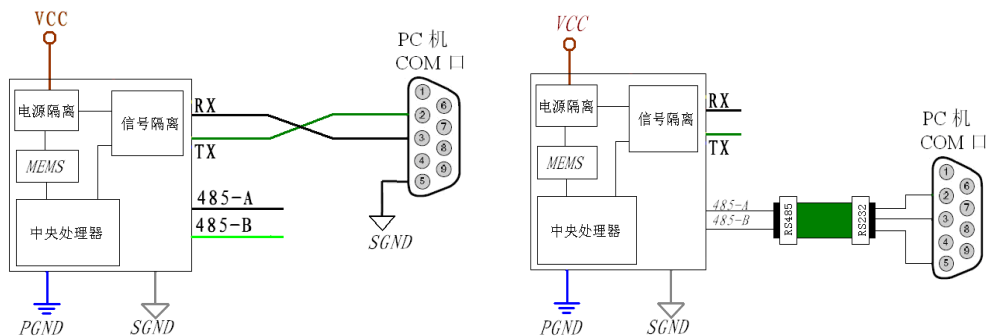 VCC
PC 机
COM 口
电源隔离
信号隔离
MEMS
中央处理器
RX
TX
485-A
485-B
1
2
3
4
5
6
7
8
9
SGND
PGND
SGND
VCC
电源隔离
信号隔离
MEMS
中央处理器
RX
TX
485-A
485-B
RS485
RS232
PC 机
COM 口
1
2
3
4
5
6
7
8
9
PGND
SGND